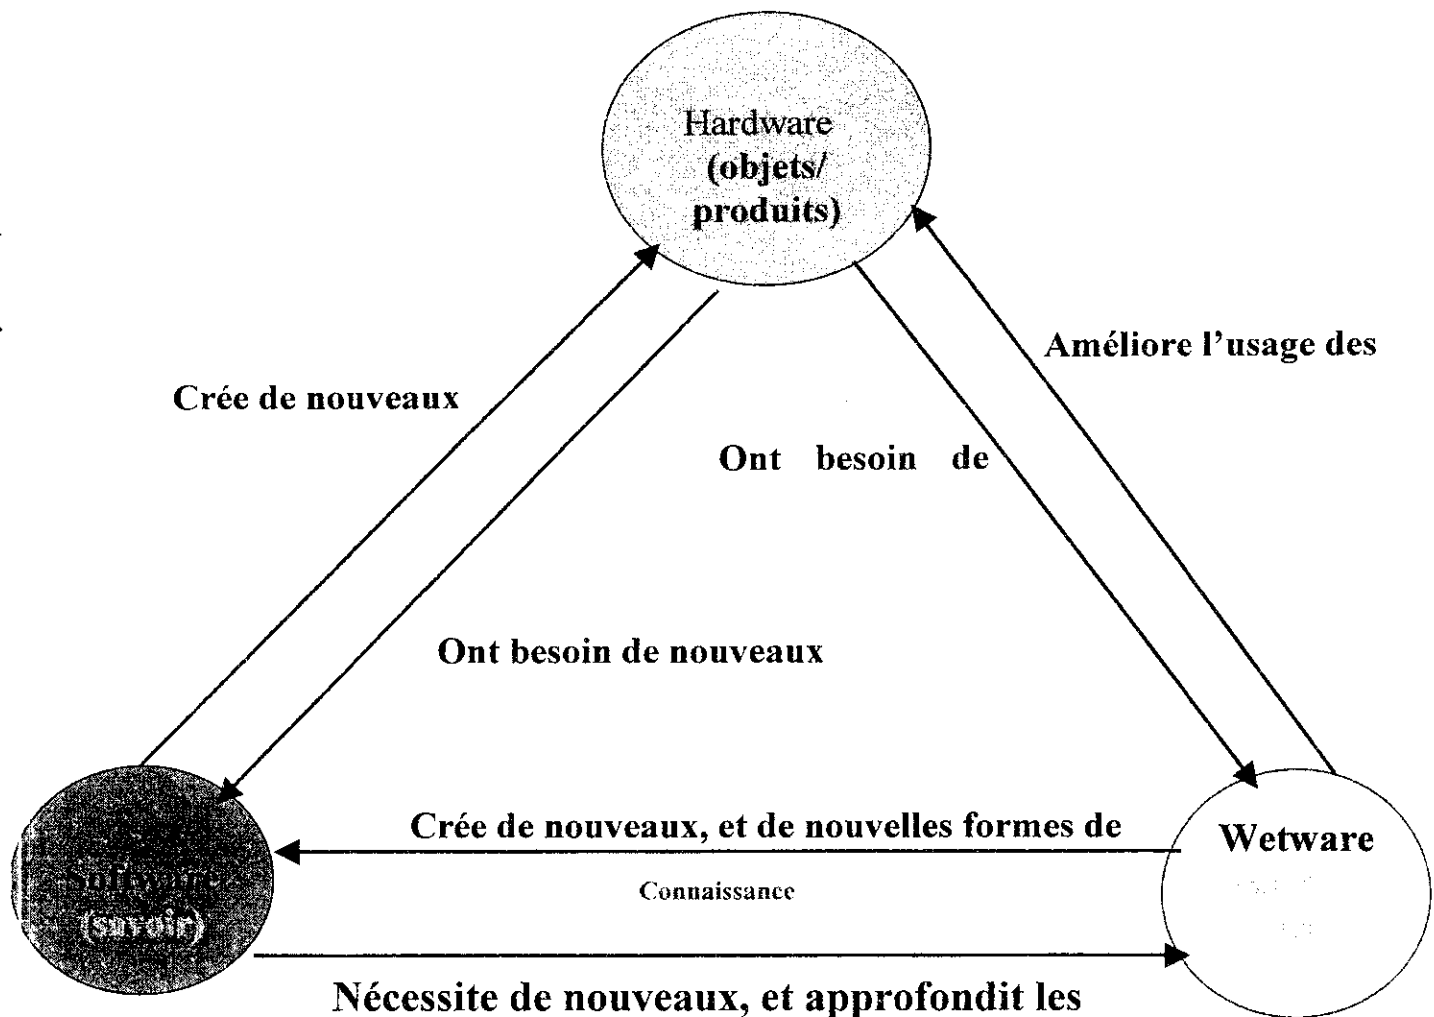 Hardware
(objets/
produits)
Améliore l’usage des
Crée de nouveaux
Ont besoin de
Ont besoin de nouveaux
Crée de nouveaux, et de nouvelles formes de
Wetware
Software
(savoir)
Connaissance
Nécessite de nouveaux, et approfondit les